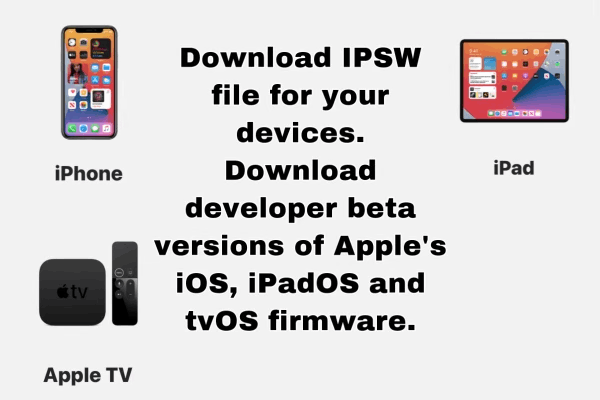 Download IPSW
file for your
devices.
Download
developer beta
versions of Apple's
iOS, iPadOS and
tvOS firmware.
iPhone
iPad
tv
Apple TV